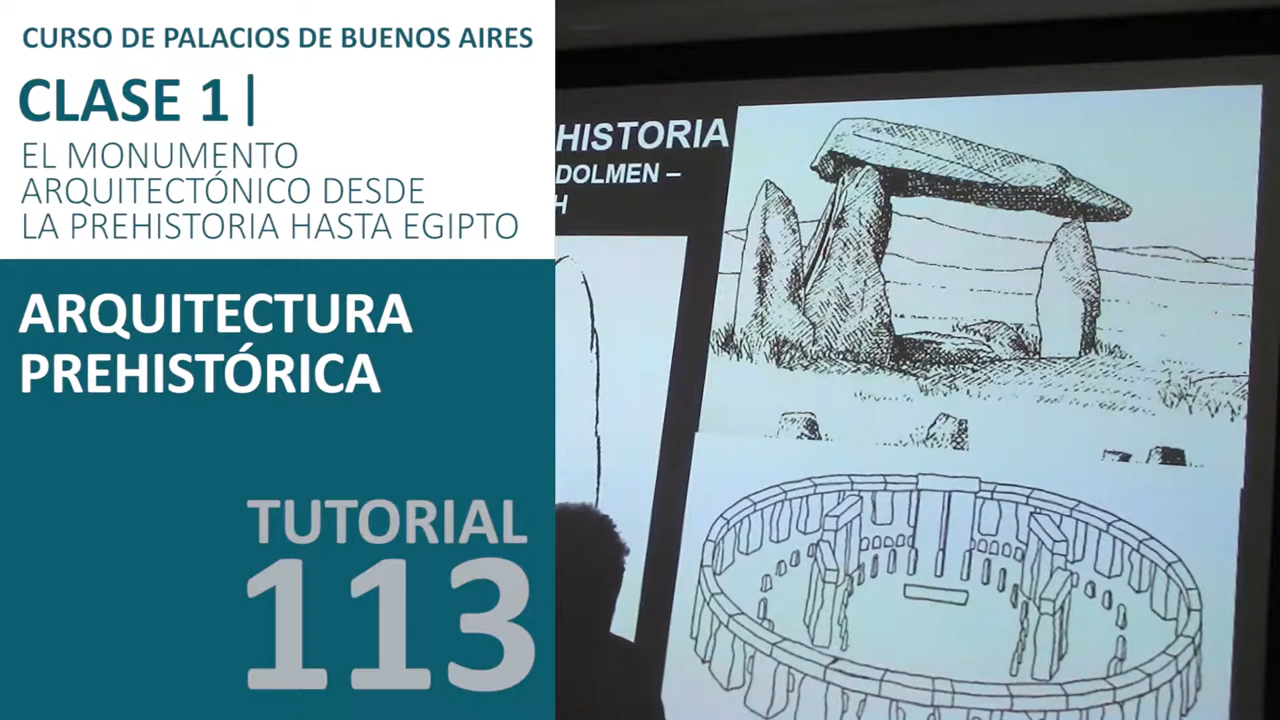 CURSO DE PALACIOS DE BUENOS AIRES
CLASE 1|
EL MONUMENTO
ARQUITECTÓNICO DESDE
LA PREHISTORIA HASTA EGIPTO
ARQUITECTURA
PREHISTÓRICA
TUTORIAL
113
HISTORIA
DOLMEN –
H